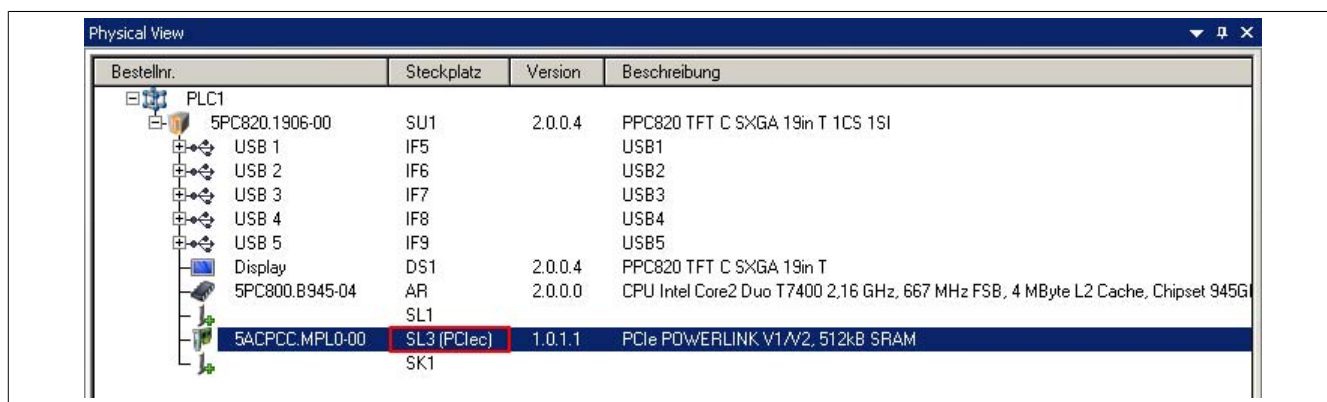 Physical View
Bestellnr. Steckplatz Version Beschreibung
PLC1
5PC820.1906-00 SU1 2.0.0.4 PPC820 TFT C SXGA 19in T 1CS 1SI
USB 1 IF5 USB1
USB 2 IF6 USB2
USB 3 IF7 USB3
USB 4 IF8 USB4
USB 5 IF9 USB5
Display DS1 2.0.0.4 PPC820 TFT C SXGA 19in T
5PC800.B945-04 AR 2.0.0.0 CPU Intel Core2 Duo T7400 2,16 GHz, 667 MHz FSB, 4 MByte L2 Cache, Chipset
SL1
5ACPCC.MPL0-00 SL3 (PCIec) 1.0.1.1 PCIe POWERLINK V1/V2, 512kB SRAM
SK1